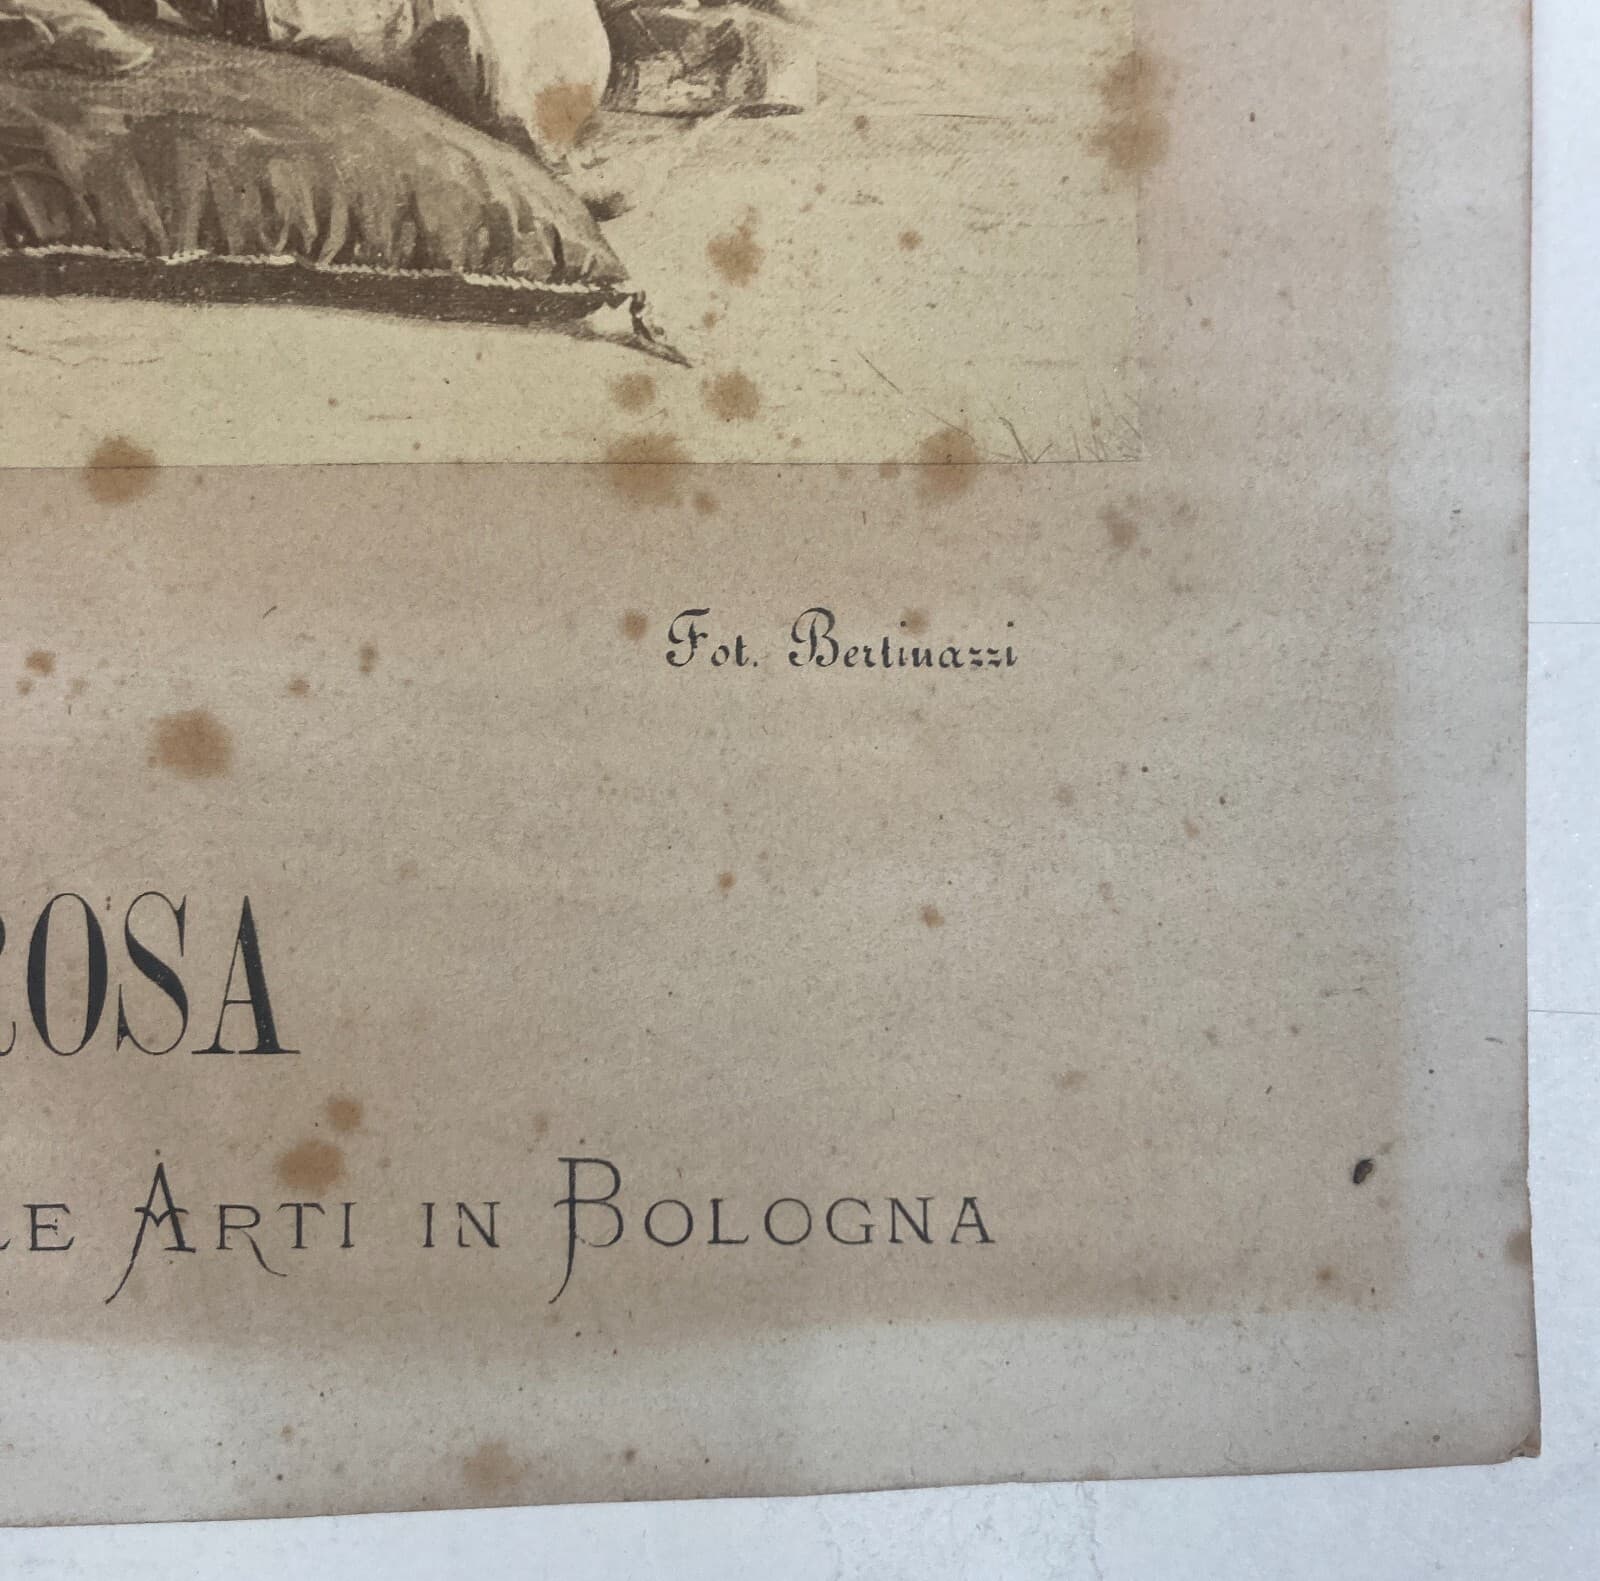 Fot. Bertinazzi
ROSA
LE ARTI IN BOLOGNA